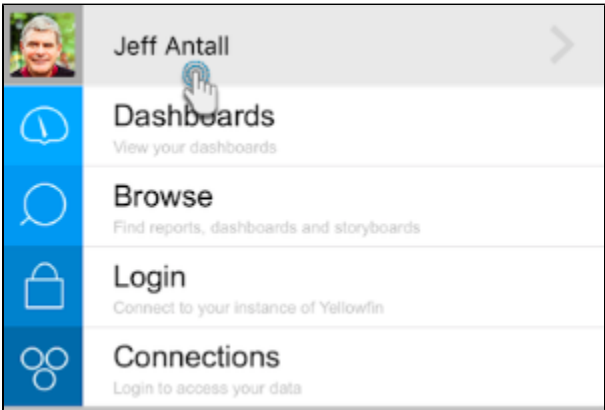 Jeff Antall
Dashboards
View your dashboards
Browse
Find reports, dashboards and storyboards
Login
Connect to your instance of Yellowfin
Connections
Login to access your data